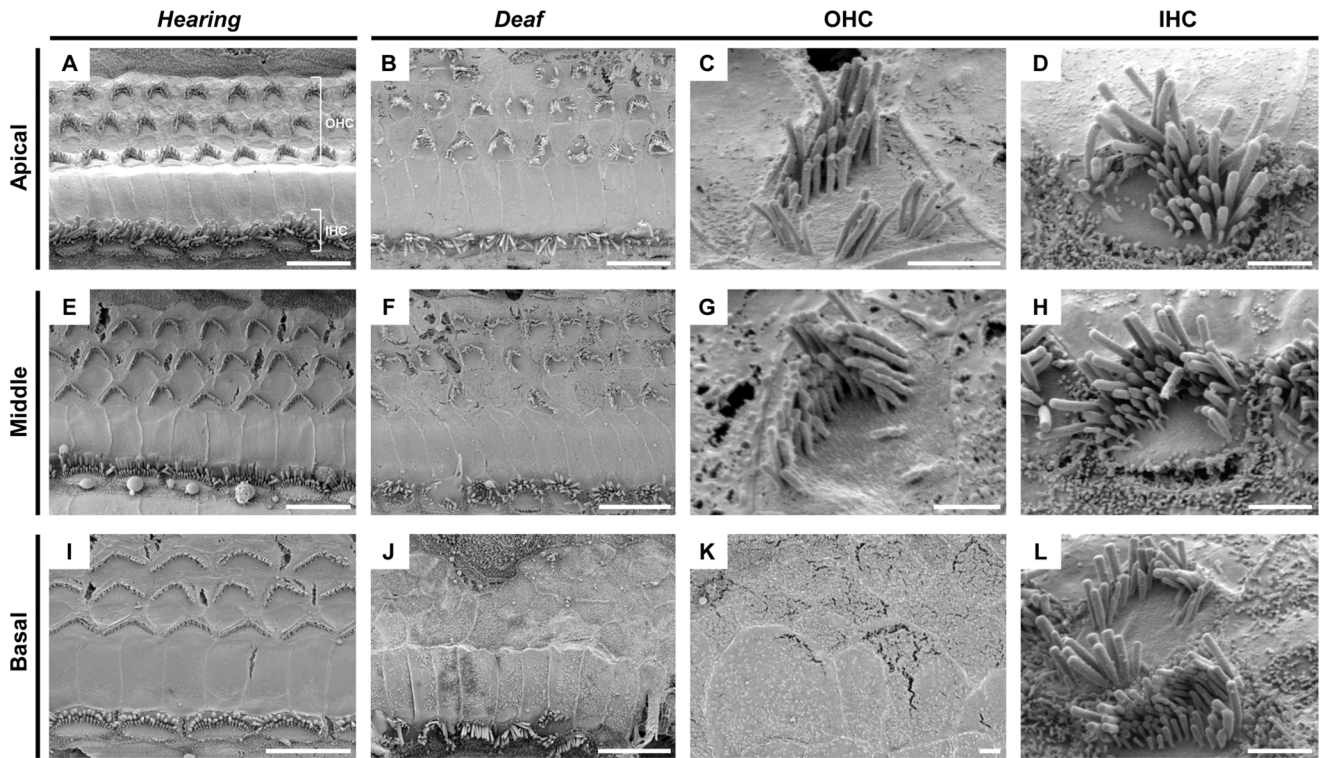 Hearing Deaf OHC IHC
Apical
A B C D
OHC
IHC
Middle
E F G H
Basal
I J K L